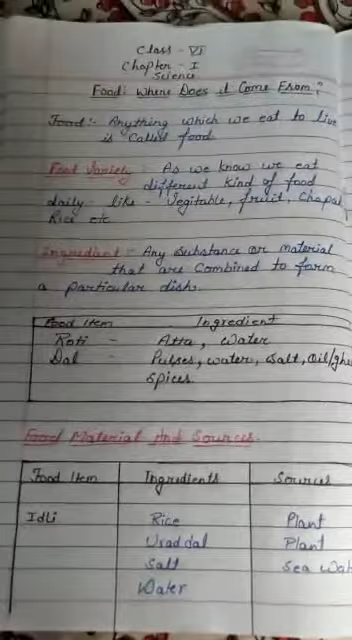 Class - VI
Chapter - I
Science
Food: Where Does it Come From?
Food:- Anything which we eat to live
is called food
Food Variety - As we know we eat
different kind of food
daily like - Vegitable, fruit, Chapati,
Rice etc
Ingredient - Any substance or material
that are combined to form
a particular dish.
Food Item Ingredient
Roti - Atta, water
Dal - Pulses, water, salt, oil/ghe
spices.
Food Material And Sources.
Food Item Ingredients Sources
Idli Rice Plant
Urad dal Plant
Salt Sea Wat
Water